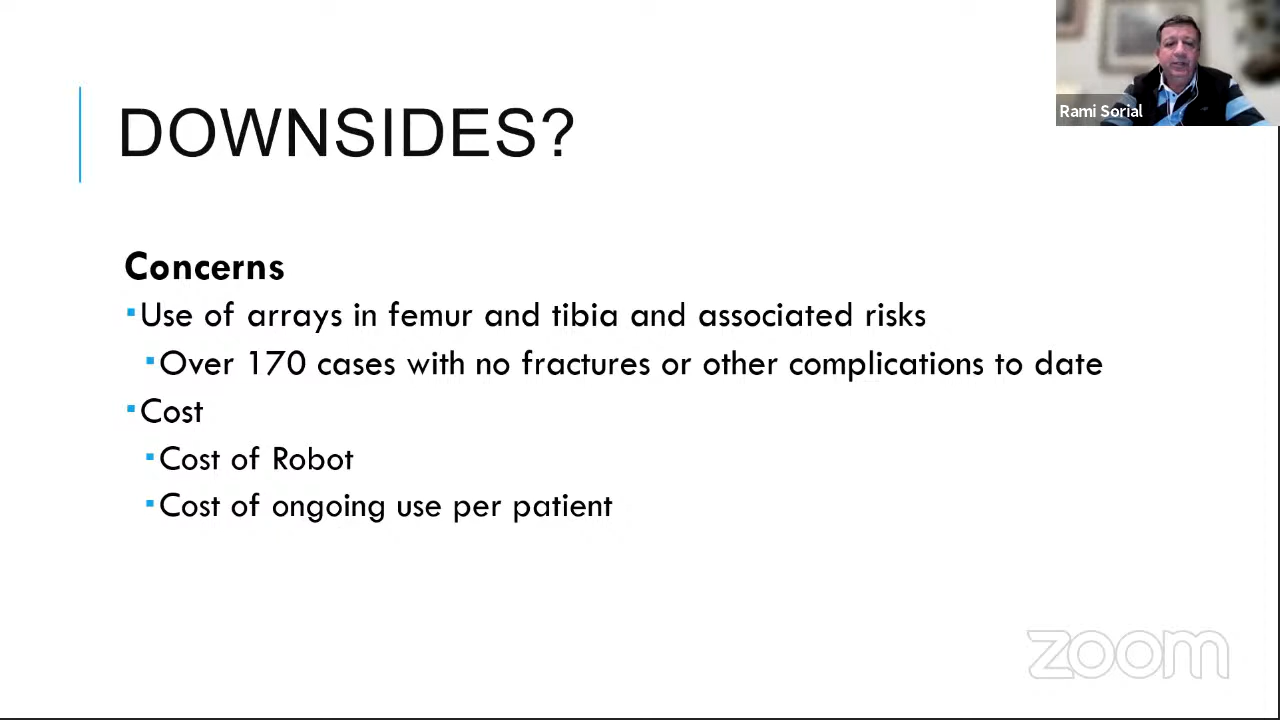 DOWNSIDES?
Rami Sorial
Concerns
▪Use of arrays in femur and tibia and associated risks
▪Over 170 cases with no fractures or other complications to date
▪Cost
▪Cost of Robot
▪Cost of ongoing use per patient
zoom